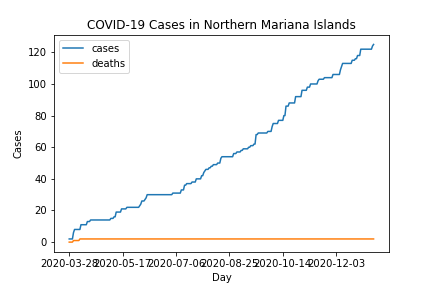 COVID-19 Cases in Northern Mariana Islands
cases
deaths
120
100
80
60
40
20
0
Cases
2020-03-28 2020-05-17 2020-07-06 2020-08-25 2020-10-14 2020-12-03
Day